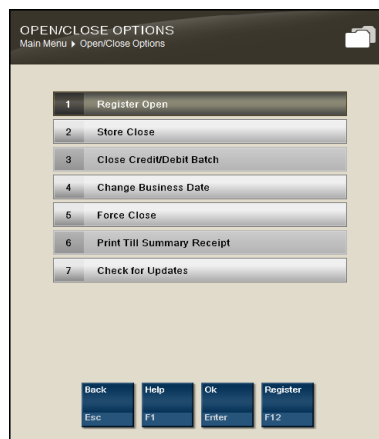 OPEN/CLOSE OPTIONS
Main Menu ▸ Open/Close Options
1 Register Open
2 Store Close
3 Close Credit/Debit Batch
4 Change Business Date
5 Force Close
6 Print Till Summary Receipt
7 Check for Updates
Back Help Ok Register
Esc F1 Enter F12